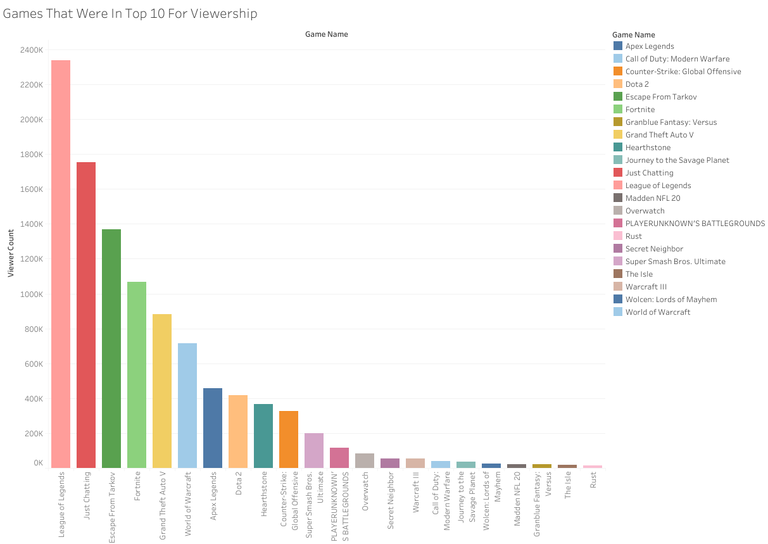 Games That Were In Top 10 For Viewership
Game Name
Game Name
Apex Legends
Call of Duty: Modern Warfare
Counter-Strike: Global Offensive
Dota 2
Escape From Tarkov
Fortnite
Granblue Fantasy: Versus
Grand Theft Auto V
Hearthstone
Journey to the Savage Planet
Just Chatting
League of Legends
Madden NFL 20
Overwatch
PLAYERUNKNOWN'S BATTLEGROUNDS
Rust
Secret Neighbor
Super Smash Bros. Ultimate
The Isle
Warcraft III
Wolcen: Lords of Mayhem
World of Warcraft
Viewer Count
2400K
2200K
2000K
1800K
1600K
1400K
1200K
1000K
800K
600K
400K
200K
0K
League of Legends
Just Chatting
Escape From Tarkov
Fortnite
Grand Theft Auto V
World of Warcraft
Apex Legends
Dota 2
Hearthstone
Counter-Strike:
Global Offensive
Super Smash Bros.
Ultimate
PLAYERUNKNOWN'
S BATTLEGROUNDS
Overwatch
Secret Neighbor
Warcraft III
Call of Duty:
Modern Warfare
Journey to the
Savage Planet
Wolcen: Lords of
Mayhem
Madden NFL 20
Granblue Fantasy:
Versus
The Isle
Rust